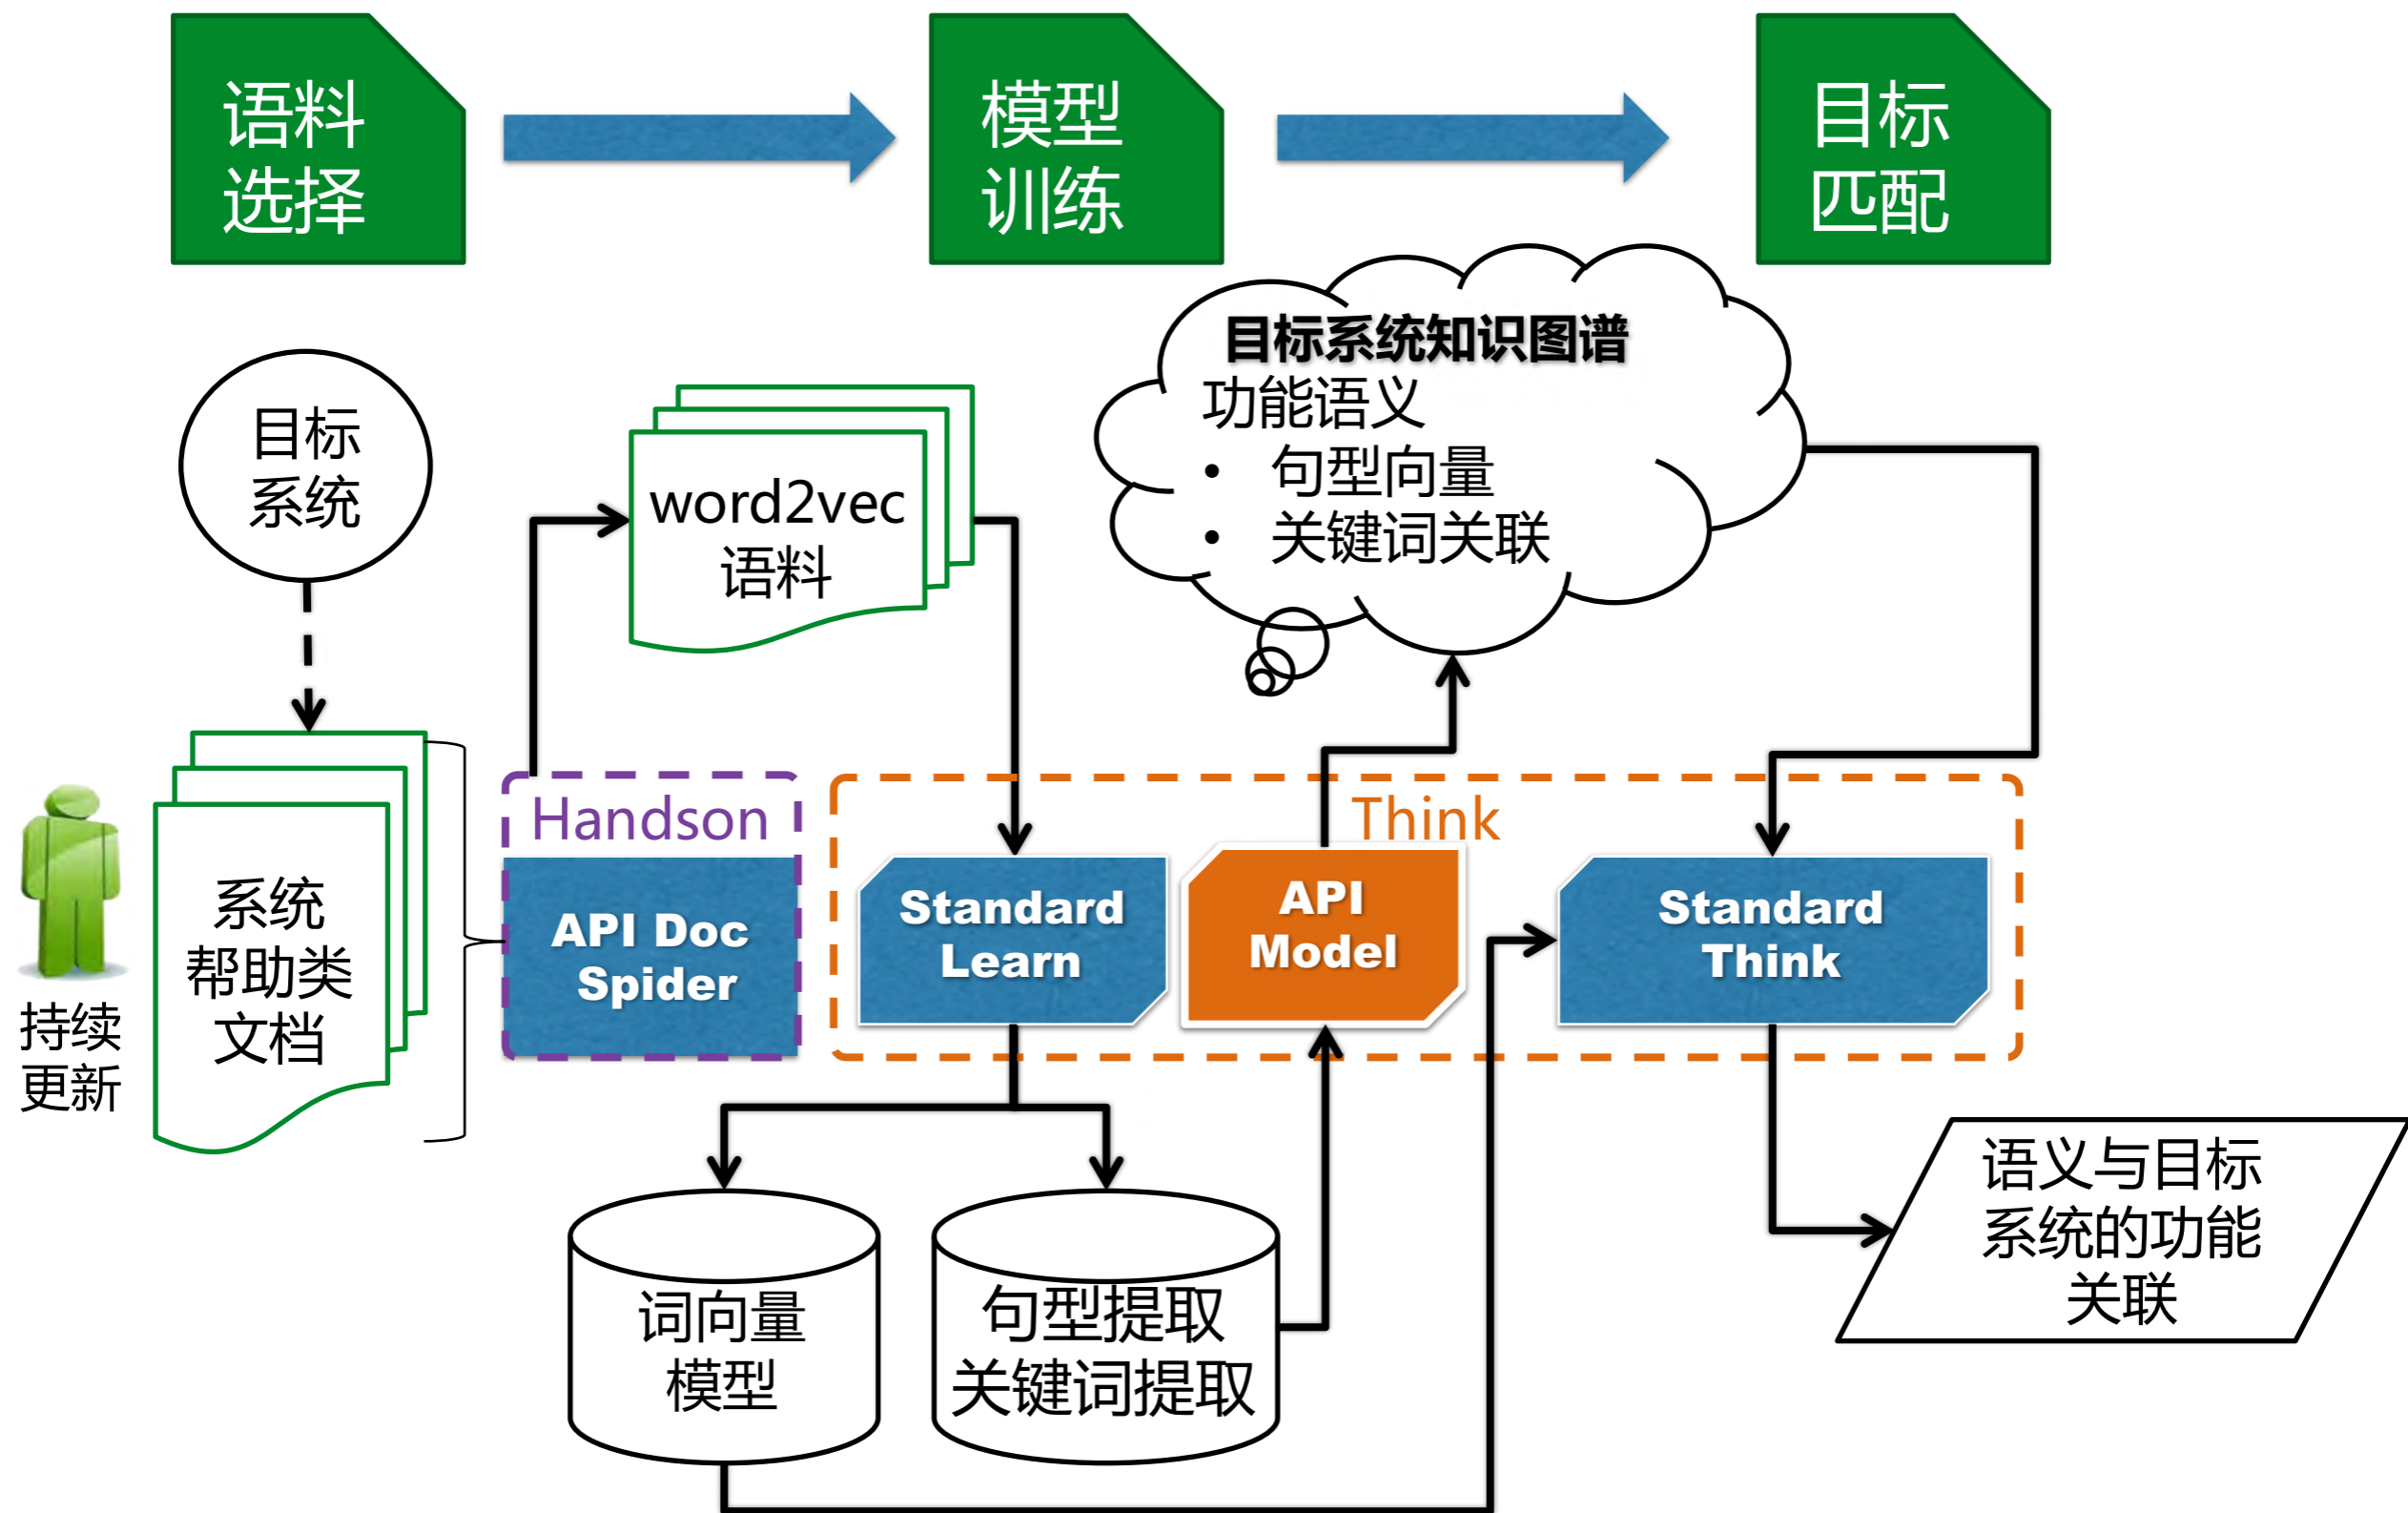 语料
选择
模型
训练
目标
匹配
目标系统知识图谱
功能语义
• 句型向量
• 关键词关联
目标
系统
word2vec
语料
Handson
Think
系统
帮助类
文档
持续
更新
API Doc
Spider
Standard
Learn
API
Model
Standard
Think
语义与目标
系统的功能
关联
词向量
模型
句型提取
关键词提取